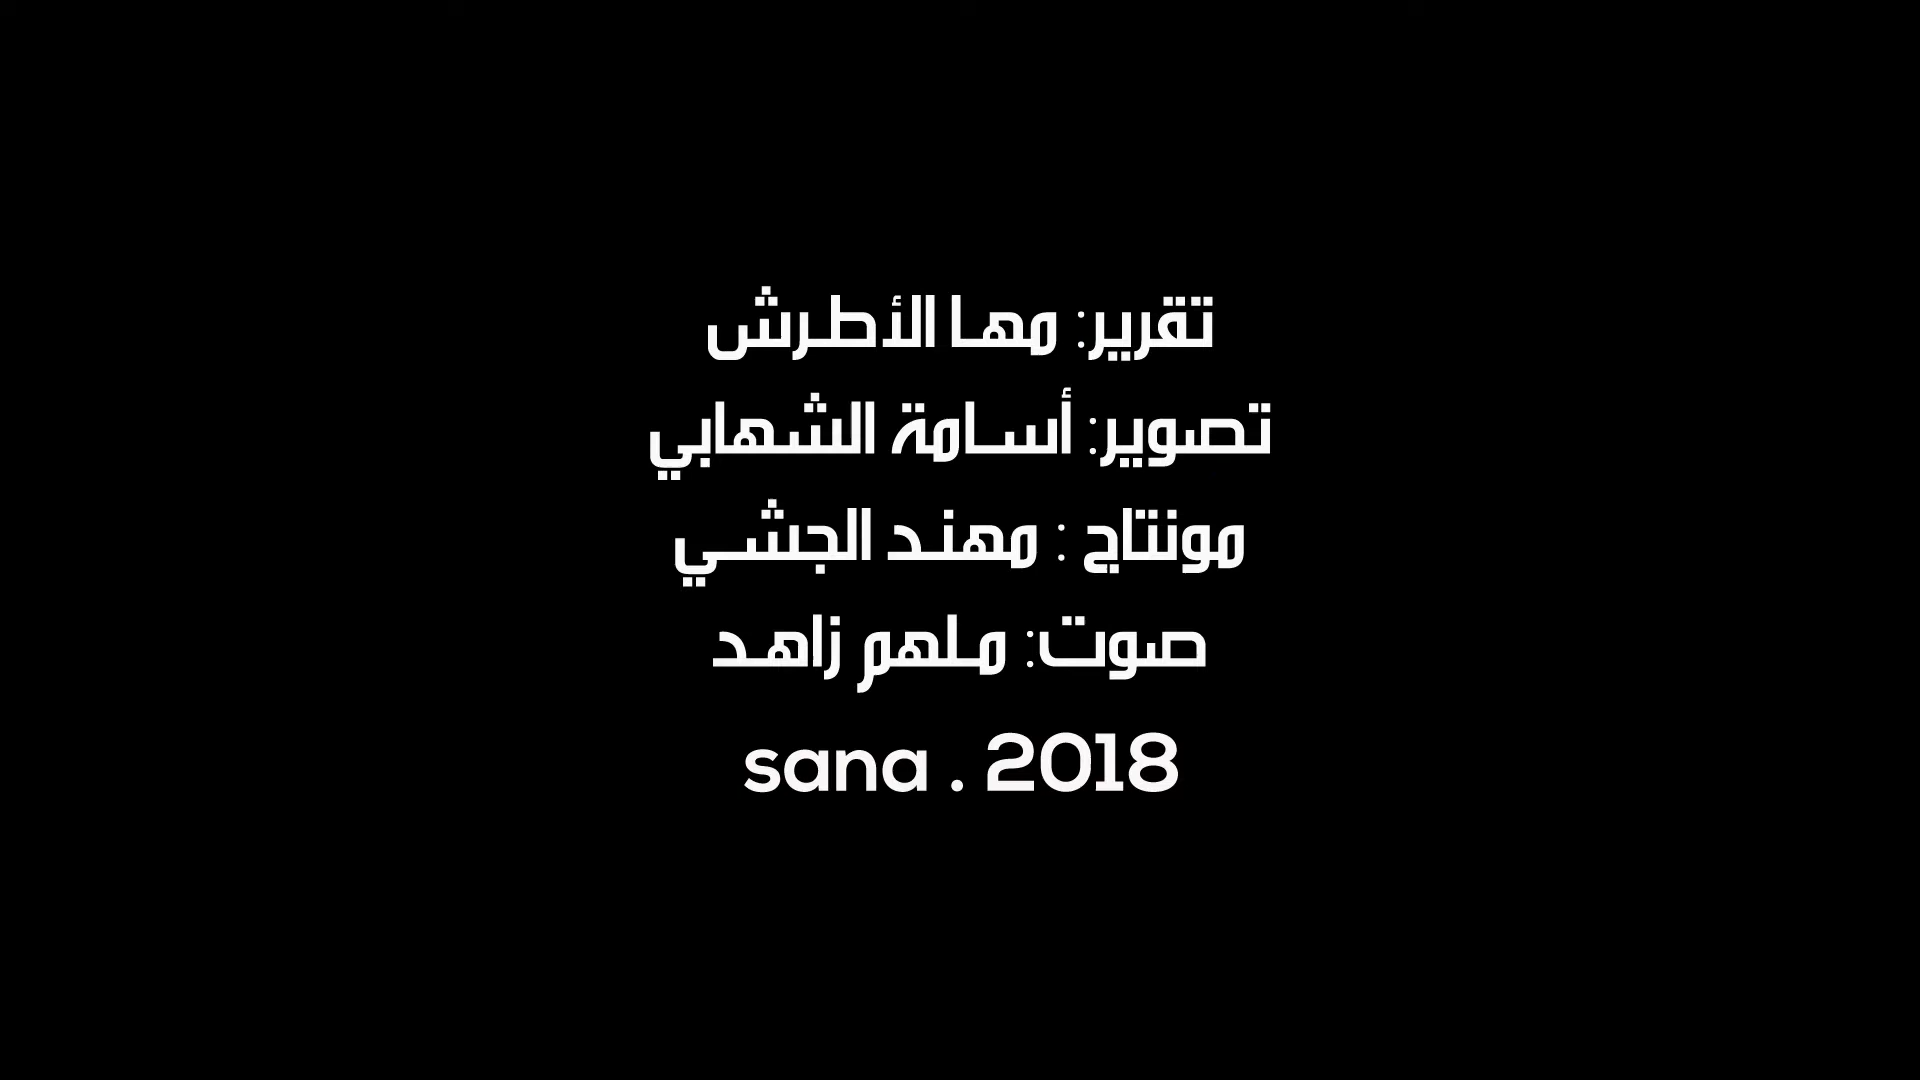 تقرير: مها الأطرش
تصوير: أسامة الشهابي
مونتاج : مهند الجشي
صوت: ملهم زاهد
sana . 2018